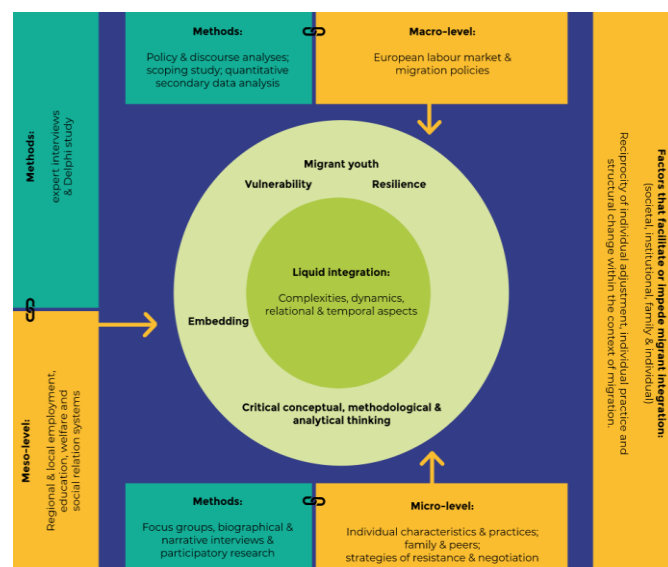 Methods:
Policy & discourse analyses;
scoping study; quantitative
secondary data analysis
Macro-level:
European labour market &
migration policies
Methods:
expert interviews
& Delphi study
Meso-level:
Regional & local employment,
education, welfare and
social relation systems
Migrant youth
Vulnerability
Resilience
Liquid integration:
Complexities, dynamics,
relational & temporal aspects
Embedding
Critical conceptual, methodological &
analytical thinking
Methods:
Focus groups, biographical &
narrative interviews &
participatory research
Micro-level:
Individual characteristics & practices;
family & peers;
strategies of resistance & negotiation
Factors that facilitate or impede migrant integration:
(societal, institutional, family & individual)
Reciprocity of individual adjustment, individual practice and
structural change within the context of migration.